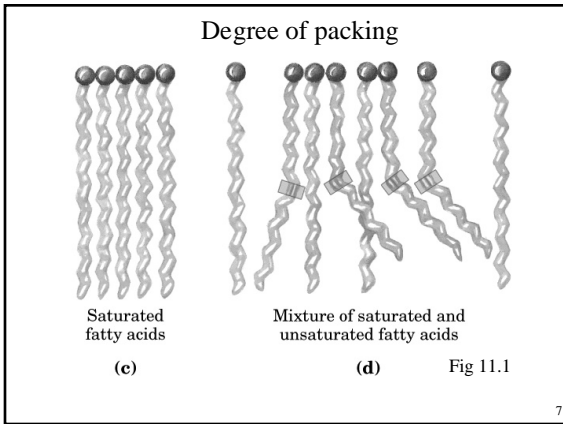 Degree of packing
Saturated
fatty acids
(c)
Mixture of saturated and
unsaturated fatty acids
(d)
Fig 11.1
7